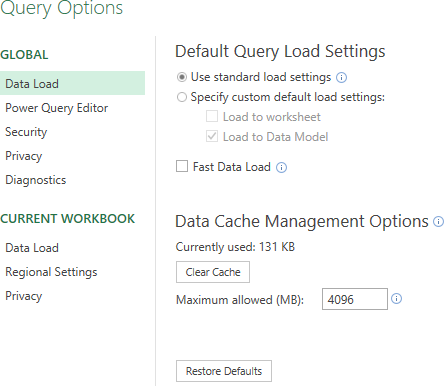 Query Options
GLOBAL
Data Load
Power Query Editor
Security
Privacy
Diagnostics
CURRENT WORKBOOK
Data Load
Regional Settings
Privacy
Default Query Load Settings
Use standard load settings
Specify custom default load settings:
Load to worksheet
Load to Data Model
Fast Data Load
Data Cache Management Options
Currently used: 131 KB
Clear Cache
Maximum allowed (MB): 4096
Restore Defaults